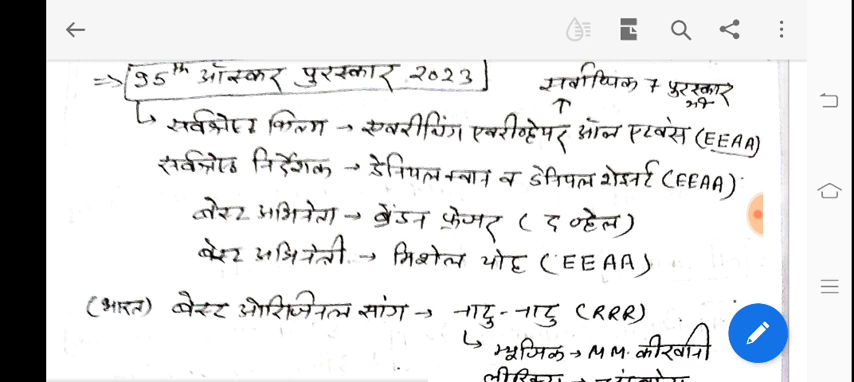 => 95th ऑस्कर पुरस्कार 2023
सर्वाधिक 7 पुरस्कार
सर्वश्रेष्ठ फिल्म → एवरीथिंग एवरीव्हेयर ऑल एट वंस (EEAA)
सर्वश्रेष्ठ निर्देशक → डेनियल क्वान व डेनियल शेइनर्ट (EEAA)
बेस्ट अभिनेता → ब्रेंडन फ्रेजर (द व्हेल)
बेस्ट अभिनेत्री → मिशेल योह (EEAA)
(भारत) बेस्ट ओरिजिनल सांग → नाटु-नाटु (RRR)
म्यूजिक → MM. कीरवानी